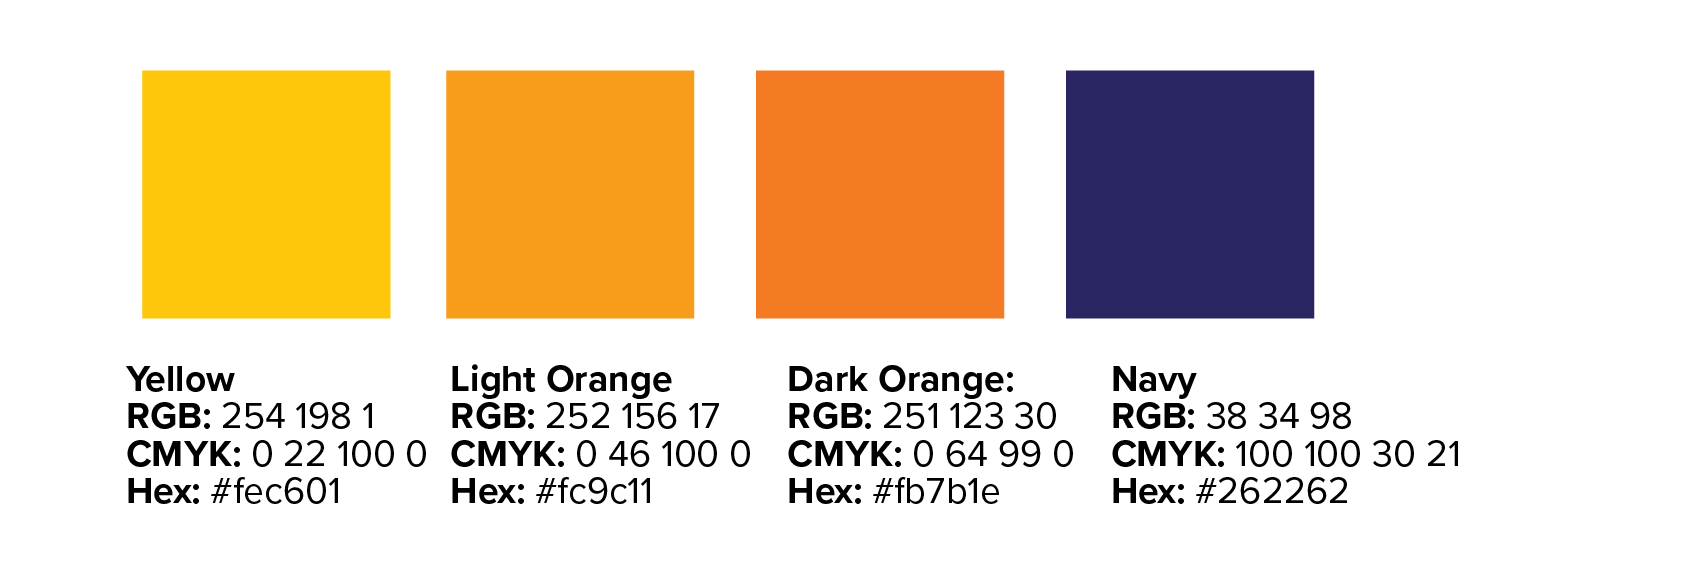 Yellow
RGB: 254 198 1
CMYK: 0 22 100 0
Hex: #fec601
Light Orange
RGB: 252 156 17
CMYK: 0 46 100 0
Hex: #fc9c11
Dark Orange:
RGB: 251 123 30
CMYK: 0 64 99 0
Hex: #fb7b1e
Navy
RGB: 38 34 98
CMYK: 100 100 30 21
Hex: #262262